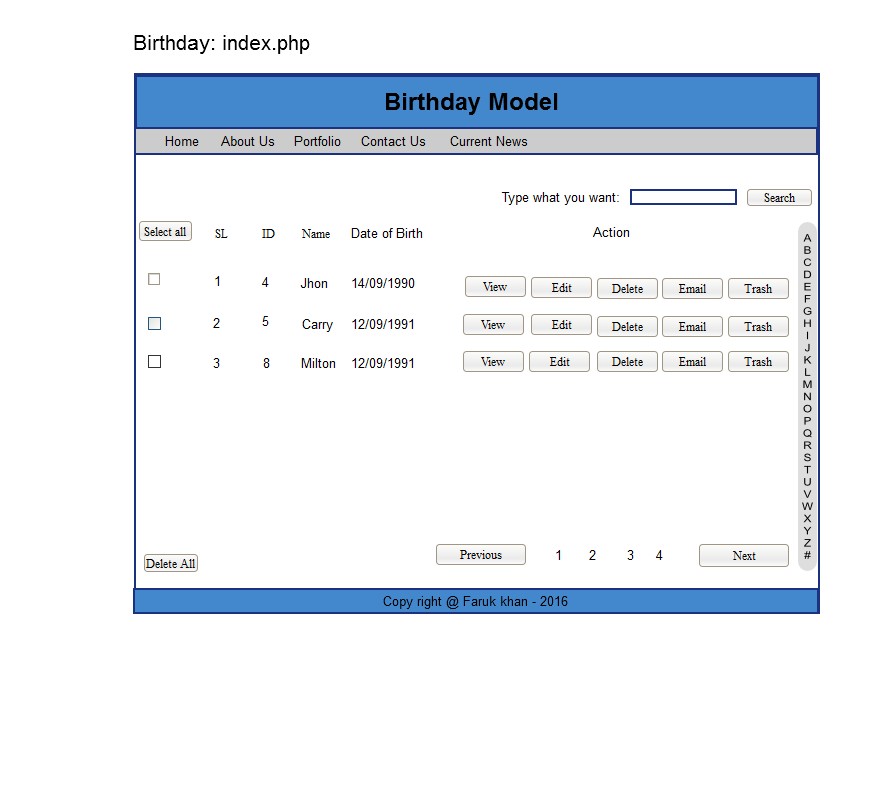 Birthday: index.php
Birthday Model
Home About Us Portfolio Contact Us Current News
Type what you want: Search
Select all SL ID Name Date of Birth Action
1 4 Jhon 14/09/1990 View Edit Delete Email Trash
2 5 Carry 12/09/1991 View Edit Delete Email Trash
3 8 Milton 12/09/1991 View Edit Delete Email Trash
A
B
C
D
E
F
G
H
I
J
K
L
M
N
O
P
Q
R
S
T
U
V
W
X
Y
Z
#
Delete All Previous 1 2 3 4 Next
Copy right @ Faruk khan - 2016